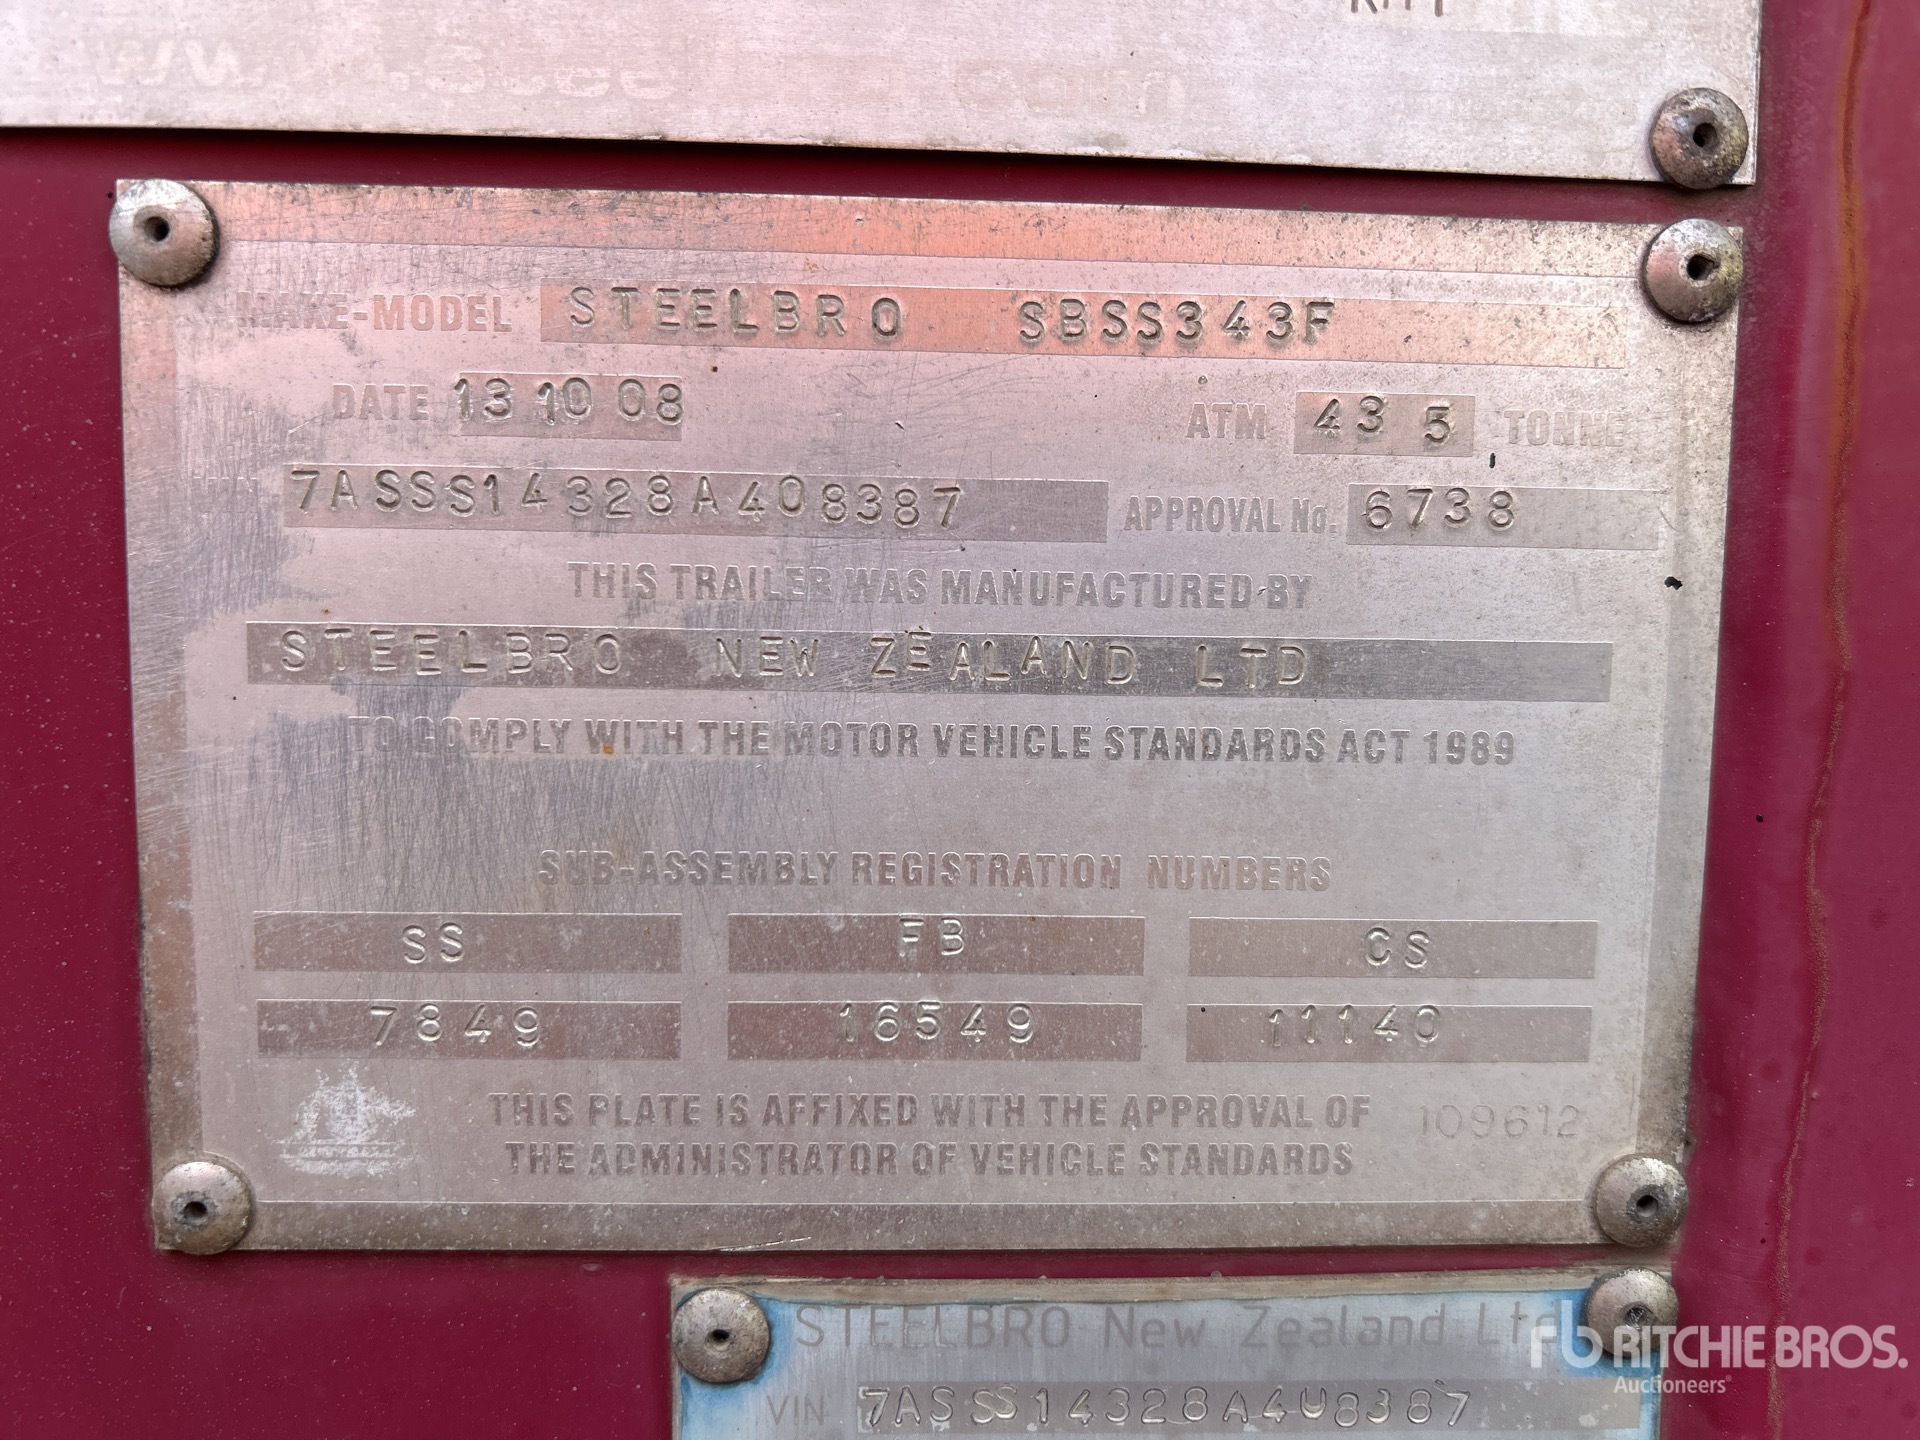 MAKE-MODEL STEELBRO SBSS343F
DATE 13 10 08 ATM 43 5 TONNE
VIN 7ASSS14328A408387 APPROVAL No. 6738
THIS TRAILER WAS MANUFACTURED BY
STEELBRO NEW ZEALAND LTD
TO COMPLY WITH THE MOTOR VEHICLE STANDARDS ACT 1989
SUB-ASSEMBLY REGISTRATION NUMBERS
SS FB CS
7849 16549 11140
THIS PLATE IS AFFIXED WITH THE APPROVAL OF 109612
THE ADMINISTRATOR OF VEHICLE STANDARDS
STEELBRO New Zealand Ltd
VIN 7ASSS14328A408387
RITCHIE BROS.
Auctioneers